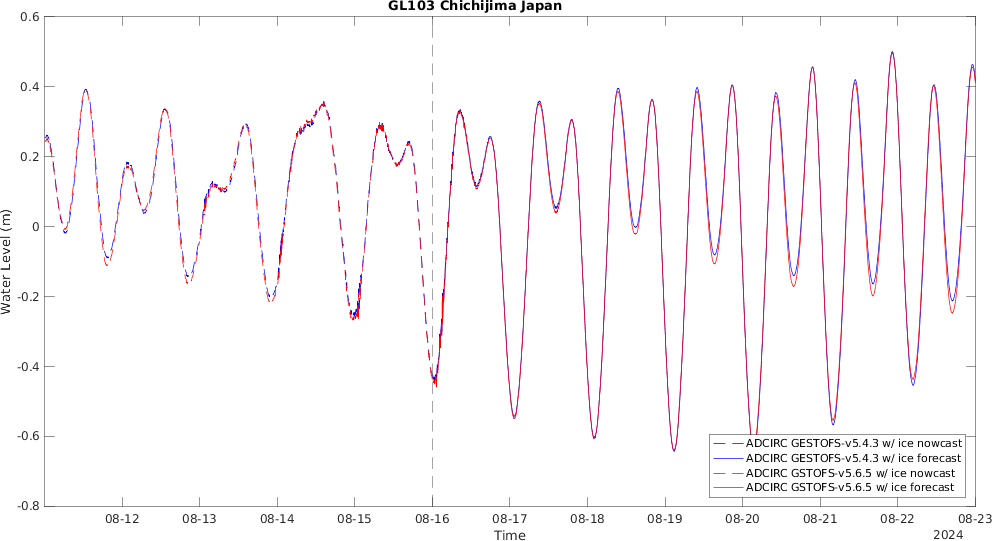 GL103 Chichijima Japan
0.6
0.4
0.2
0
-0.2
-0.4
-0.6
-0.8
Water Level (m)
ADCIRC GESTOFS-v5.4.3 w/ ice nowcast
ADCIRC GESTOFS-v5.4.3 w/ ice forecast
ADCIRC GSTOFS-v5.6.5 w/ ice nowcast
ADCIRC GSTOFS-v5.6.5 w/ ice forecast
08-12 08-13 08-14 08-15 08-16 08-17 08-18 08-19 08-20 08-21 08-22 08-23
Time
2024